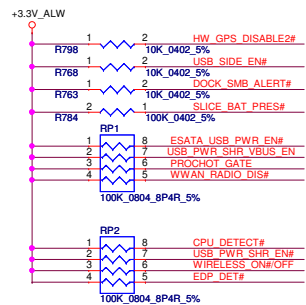 +3.3V_ALW
1 2 HW_GPS_DISABLE2#
R798 10K_0402_5%
1 2 USB_SIDE_EN#
R768 10K_0402_5%
1 2 DOCK_SMB_ALERT#
R763 10K_0402_5%
2 1 SLICE_BAT_PRES#
R784 100K_0402_5%
RP1
1 8 ESATA_USB_PWR_EN#
2 7 USB_PWR_SHR_VBUS_EN
3 6 PROCHOT_GATE
4 5 WWAN_RADIO_DIS#
100K_0804_8P4R_5%
RP2
1 8 CPU_DETECT#
2 7 USB_PWR_SHR_EN#
3 6 WIRELESS_ON#/OFF
4 5 EDP_DET#
100K_0804_8P4R_5%